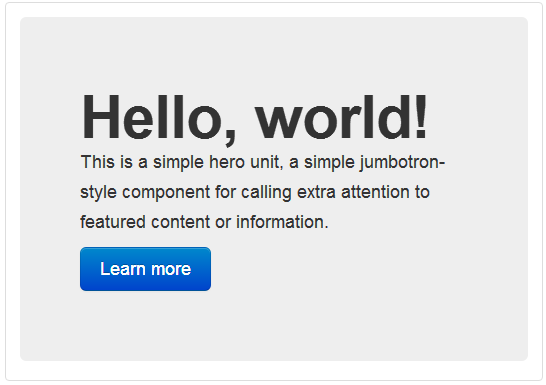 Hello, world!
This is a simple hero unit, a simple jumbotron-
style component for calling extra attention to
featured content or information.
Learn more